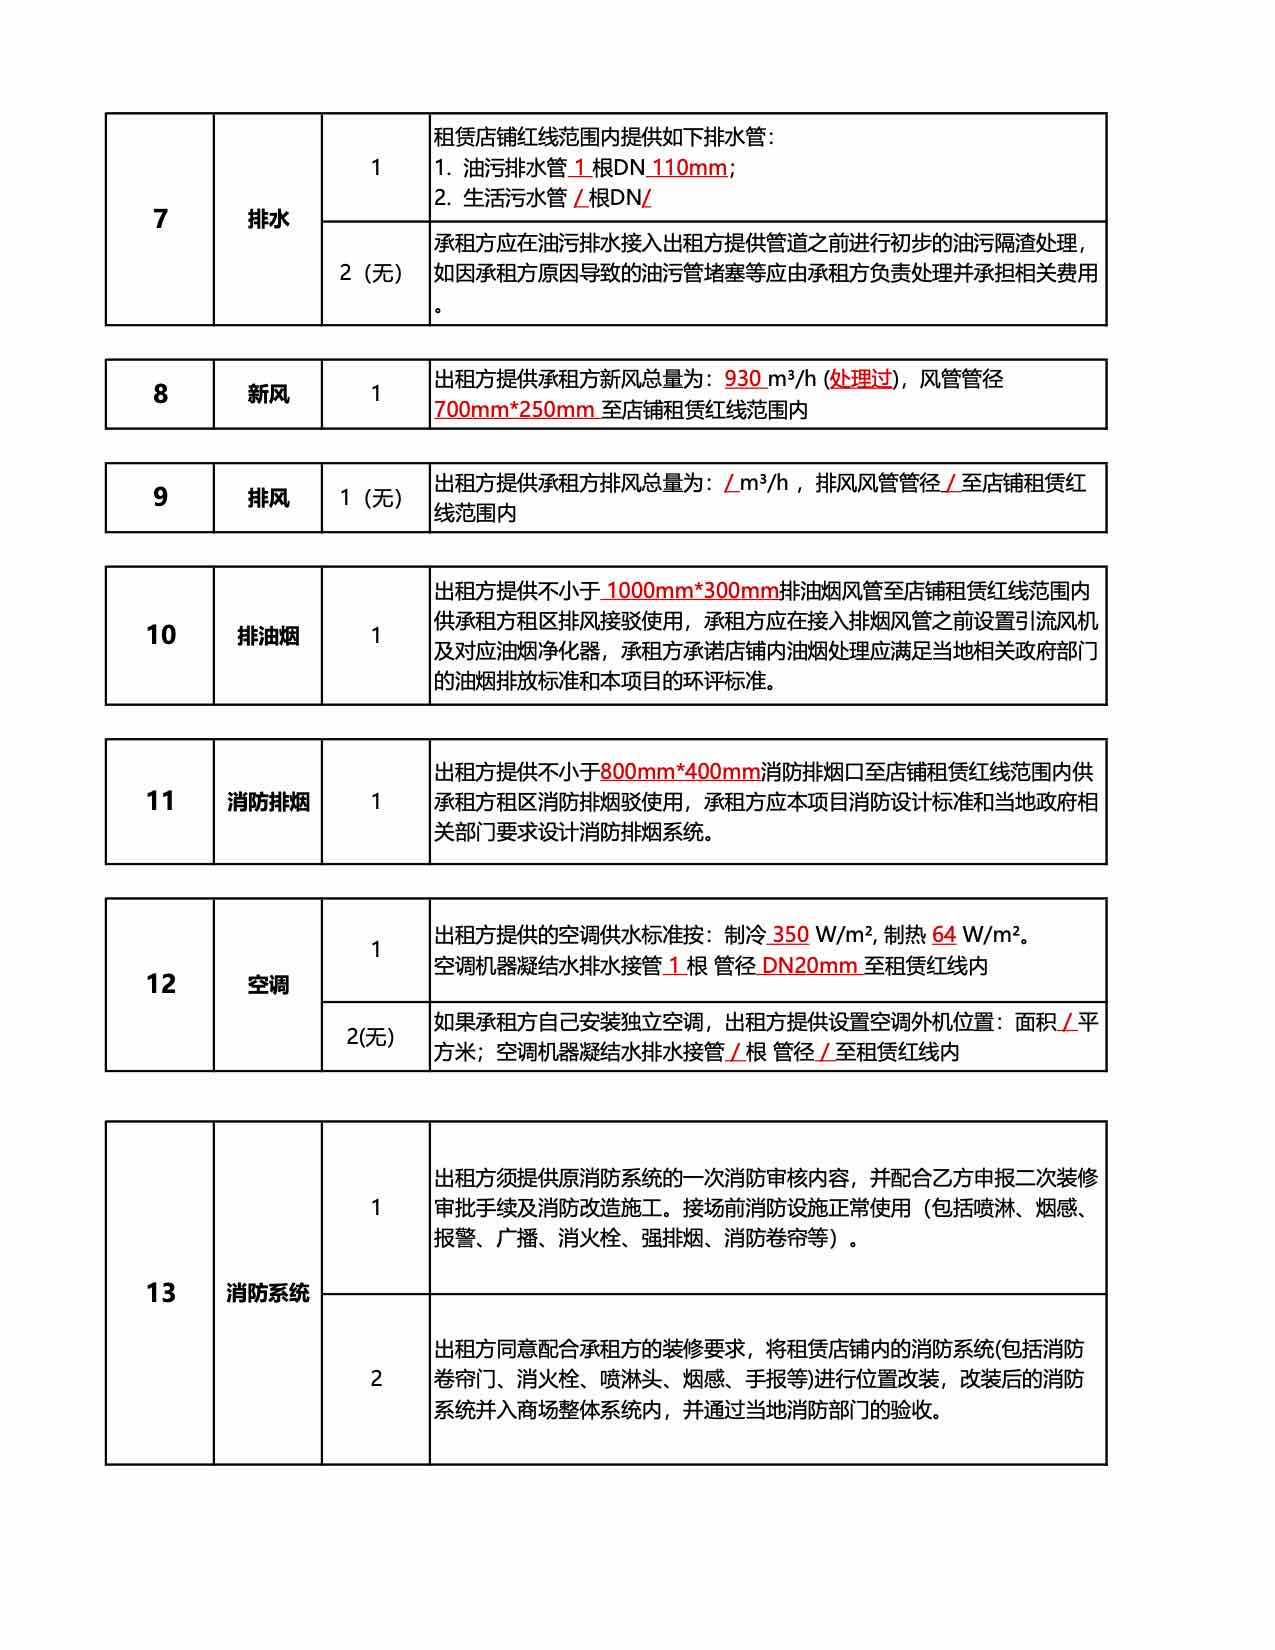 7
排水
1
租赁店铺红线范围内提供如下排水管：
1. 油污排水管 1 根DN 110mm；
2. 生活污水管 / 根DN/
2（无）
承租方应在油污排水接入出租方提供管道之前进行初步的油污隔渣处理，
如因承租方原因导致的油污管堵塞等应由承租方负责处理并承担相关费用
。
8
新风
1
出租方提供承租方新风总量为：930 m³/h (处理过)，风管管径
700mm*250mm 至店铺租赁红线范围内
9
排风
1（无）
出租方提供承租方排风总量为：/ m³/h ，排风风管管径 / 至店铺租赁红
线范围内
10
排油烟
1
出租方提供不小于 1000mm*300mm排油烟风管至店铺租赁红线范围内
供承租方租区排风接驳使用，承租方应在接入排烟风管之前设置引流风机
及对应油烟净化器，承租方承诺店铺内油烟处理应满足当地相关政府部门
的油烟排放标准和本项目的环评标准。
11
消防排烟
1
出租方提供不小于800mm*400mm消防排烟口至店铺租赁红线范围内供
承租方租区消防排烟驳使用，承租方应本项目消防设计标准和当地政府相
关部门要求设计消防排烟系统。
12
空调
1
出租方提供的空调供水标准按：制冷 350 W/m², 制热 64 W/m²。
空调机器凝结水排水接管 1 根 管径 DN20mm 至租赁红线内
2(无)
如果承租方自己安装独立空调，出租方提供设置空调外机位置：面积 / 平
方米；空调机器凝结水排水接管 / 根 管径 / 至租赁红线内
13
消防系统
1
出租方须提供原消防系统的一次消防审核内容，并配合乙方申报二次装修
审批手续及消防改造施工。接场前消防设施正常使用（包括喷淋、烟感、
报警、广播、消火栓、强排烟、消防卷帘等）。
2
出租方同意配合承租方的装修要求，将租赁店铺内的消防系统(包括消防
卷帘门、消火栓、喷淋头、烟感、手报等)进行位置改装，改装后的消防
系统并入商场整体系统内，并通过当地消防部门的验收。